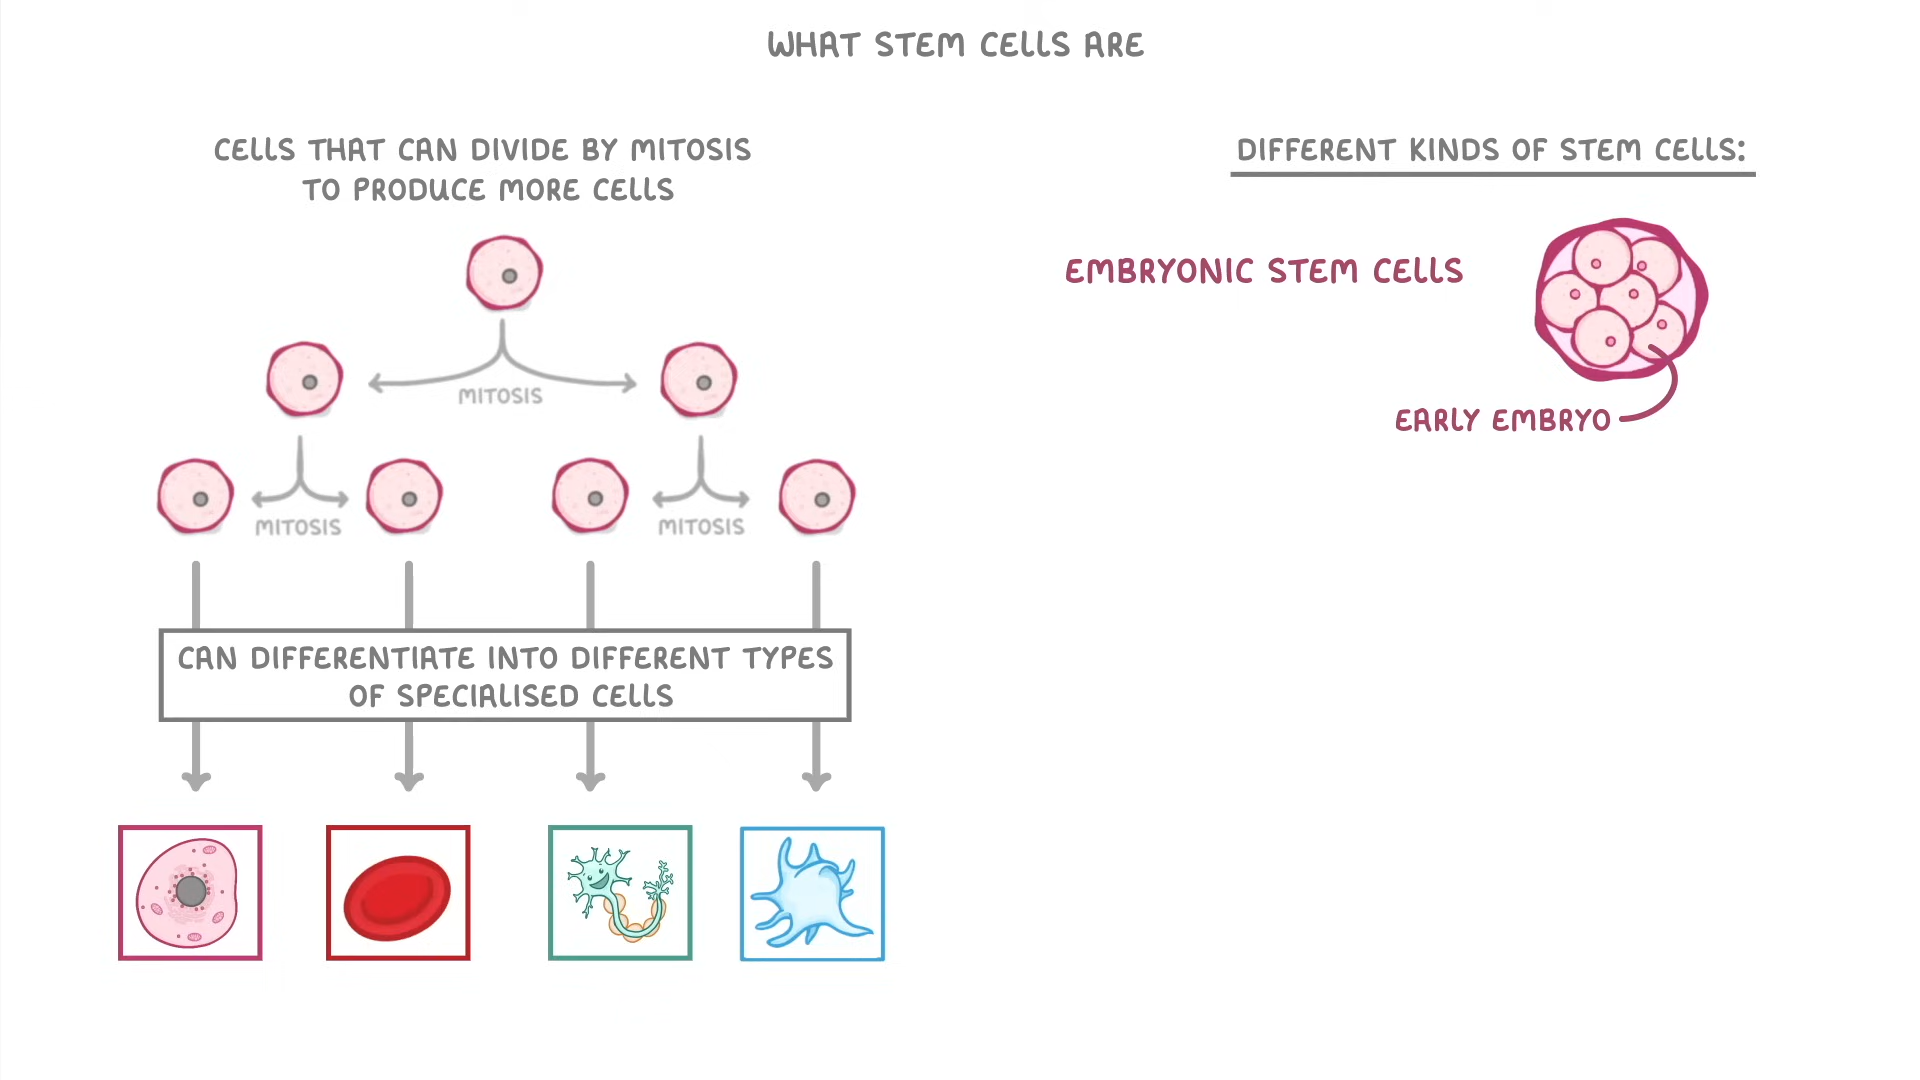 WHAT STEM CELLS ARE
CELLS THAT CAN DIVIDE BY MITOSIS
TO PRODUCE MORE CELLS
MITOSIS
MITOSIS
MITOSIS
CAN DIFFERENTIATE INTO DIFFERENT TYPES
OF SPECIALISED CELLS
DIFFERENT KINDS OF STEM CELLS:
EMBRYONIC STEM CELLS
EARLY EMBRYO